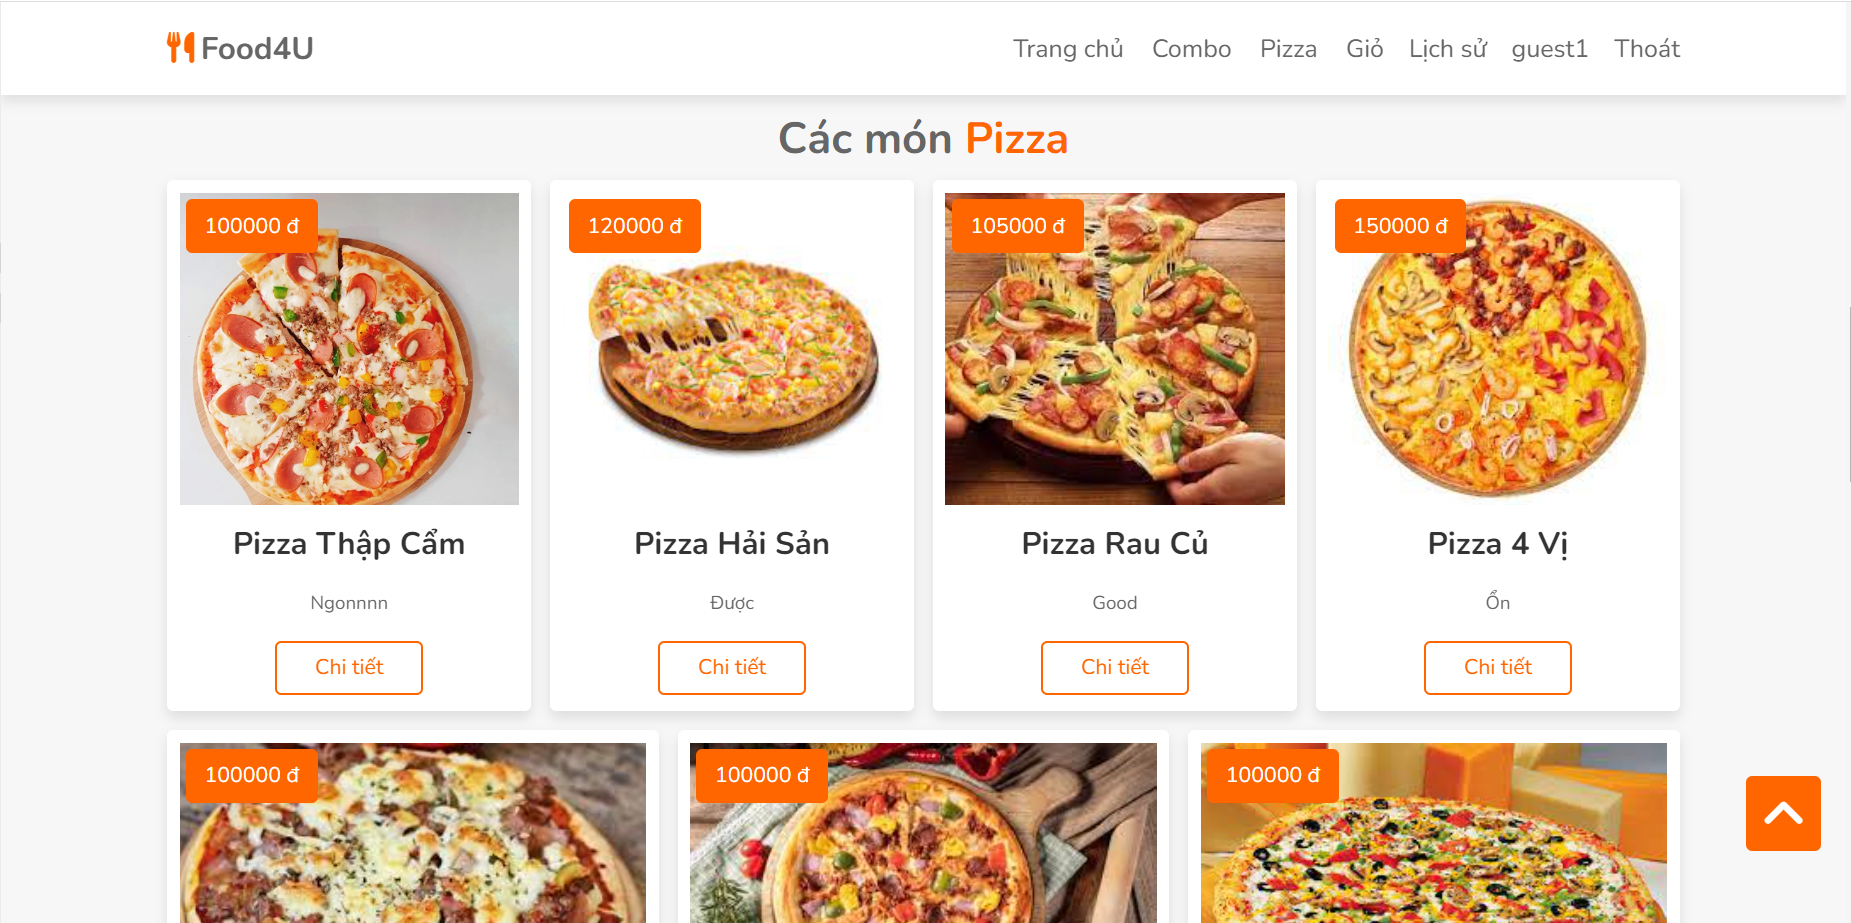 Food4U
Trang chủ Combo Pizza Giỏ Lịch sử guest1 Thoát
Các món Pizza
100000 đ
120000 đ
105000 đ
150000 đ
Pizza Thập Cẩm
Pizza Hải Sản
Pizza Rau Củ
Pizza 4 Vị
Ngonnnn
Được
Good
Ổn
Chi tiết
Chi tiết
Chi tiết
Chi tiết
100000 đ
100000 đ
100000 đ